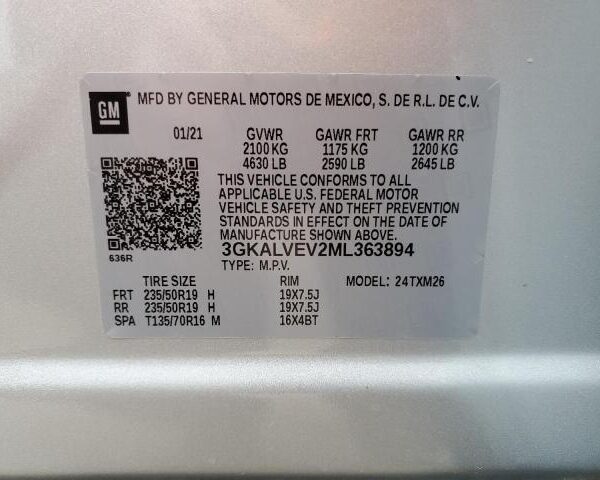 GM
MFD BY GENERAL MOTORS DE MEXICO, S. DE R.L. DE C.V.
01/21 GVWR GAWR FRT GAWR RR
2100 KG 1175 KG 1200 KG
4630 LB 2590 LB 2645 LB
THIS VEHICLE CONFORMS TO ALL
APPLICABLE U.S. FEDERAL MOTOR
VEHICLE SAFETY AND THEFT PREVENTION
STANDARDS IN EFFECT ON THE DATE OF
MANUFACTURE SHOWN ABOVE.
3GKALVEV2ML363894
636R
TYPE: M.P.V.
TIRE SIZE RIM MODEL: 24TXM26
FRT 235/50R19 H 19X7.5J
RR 235/50R19 H 19X7.5J
SPA T135/70R16 M 16X4BT